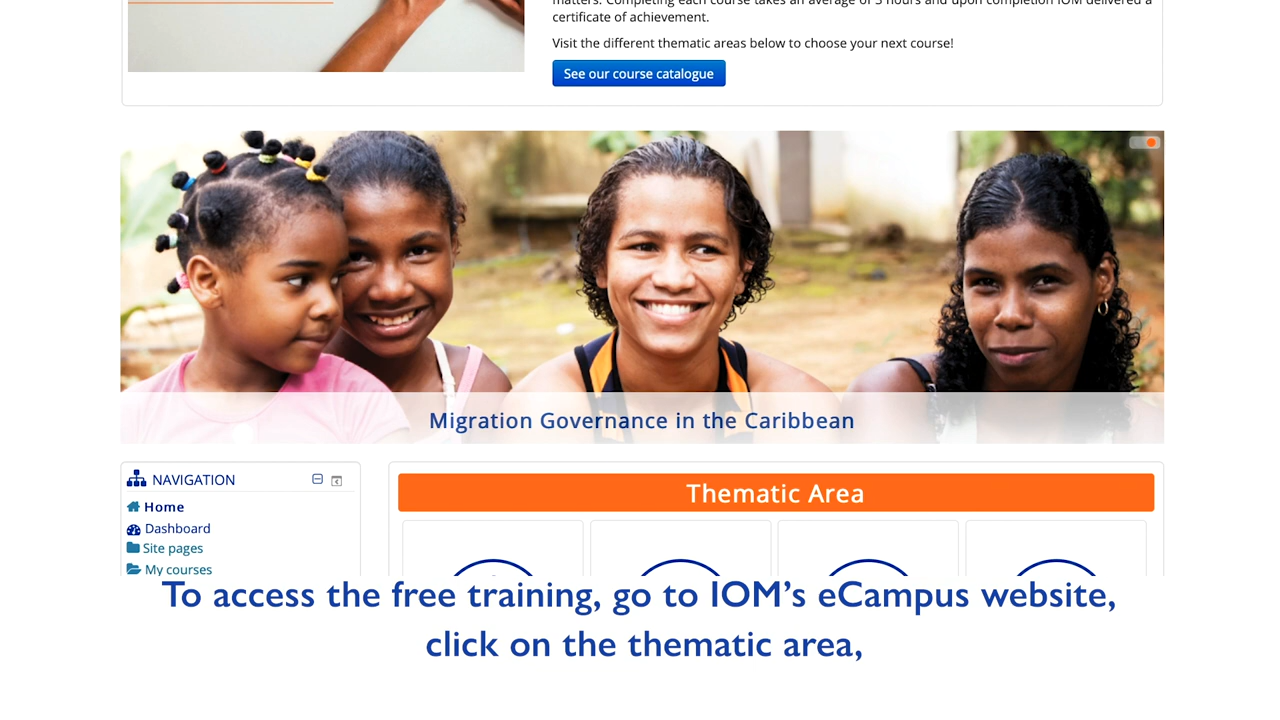 matters. Completing each course takes an average of 3 hours and upon completion IOM delivered a
certificate of achievement.
Visit the different thematic areas below to choose your next course!
See our course catalogue
Migration Governance in the Caribbean
NAVIGATION
Home
Dashboard
Site pages
My courses
Thematic Area
To access the free training, go to IOM’s eCampus website,
click on the thematic area,